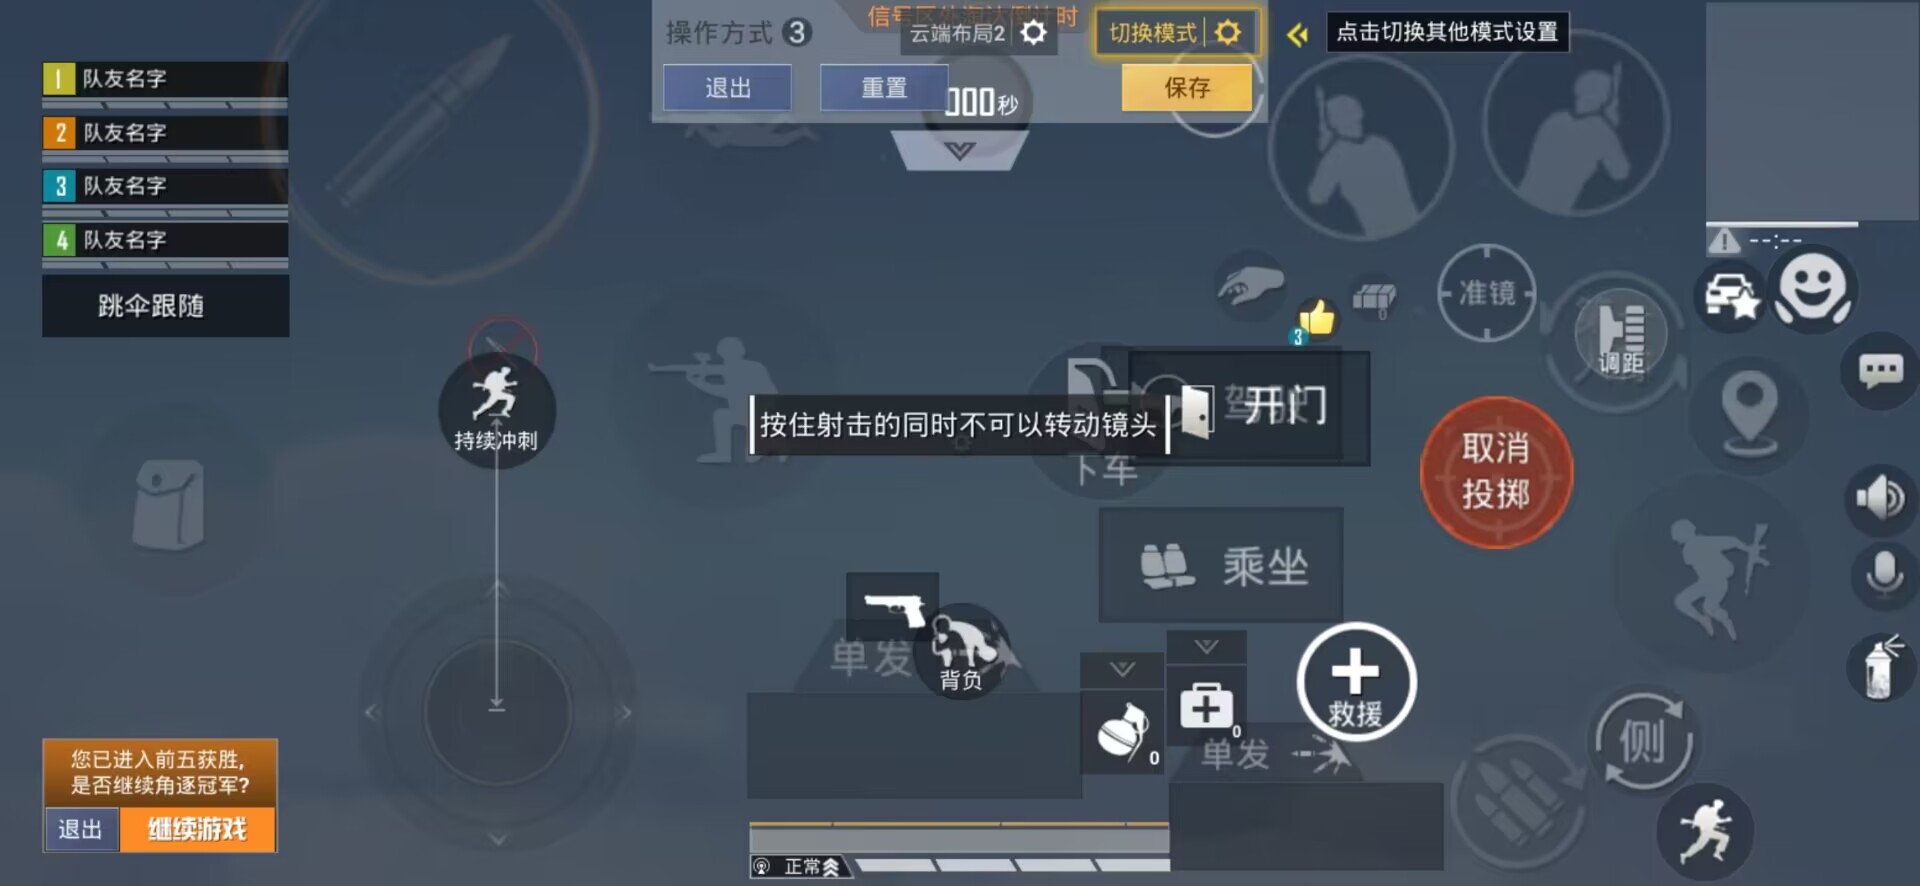 操作方式 3
云端布局2
切换模式
点击切换其他模式设置
退出
重置
保存
00秒
1 队友名字
2 队友名字
3 队友名字
4 队友名字
跳伞跟随
持续冲刺
准镜
调距
3
0
按住射击的同时不可以转动镜头
驾驶
开门
下车
取消
投掷
乘坐
单发
背负
救援
0
0
单发
侧
您已进入前五获胜,
是否继续角逐冠军?
退出
继续游戏
正常
--:--